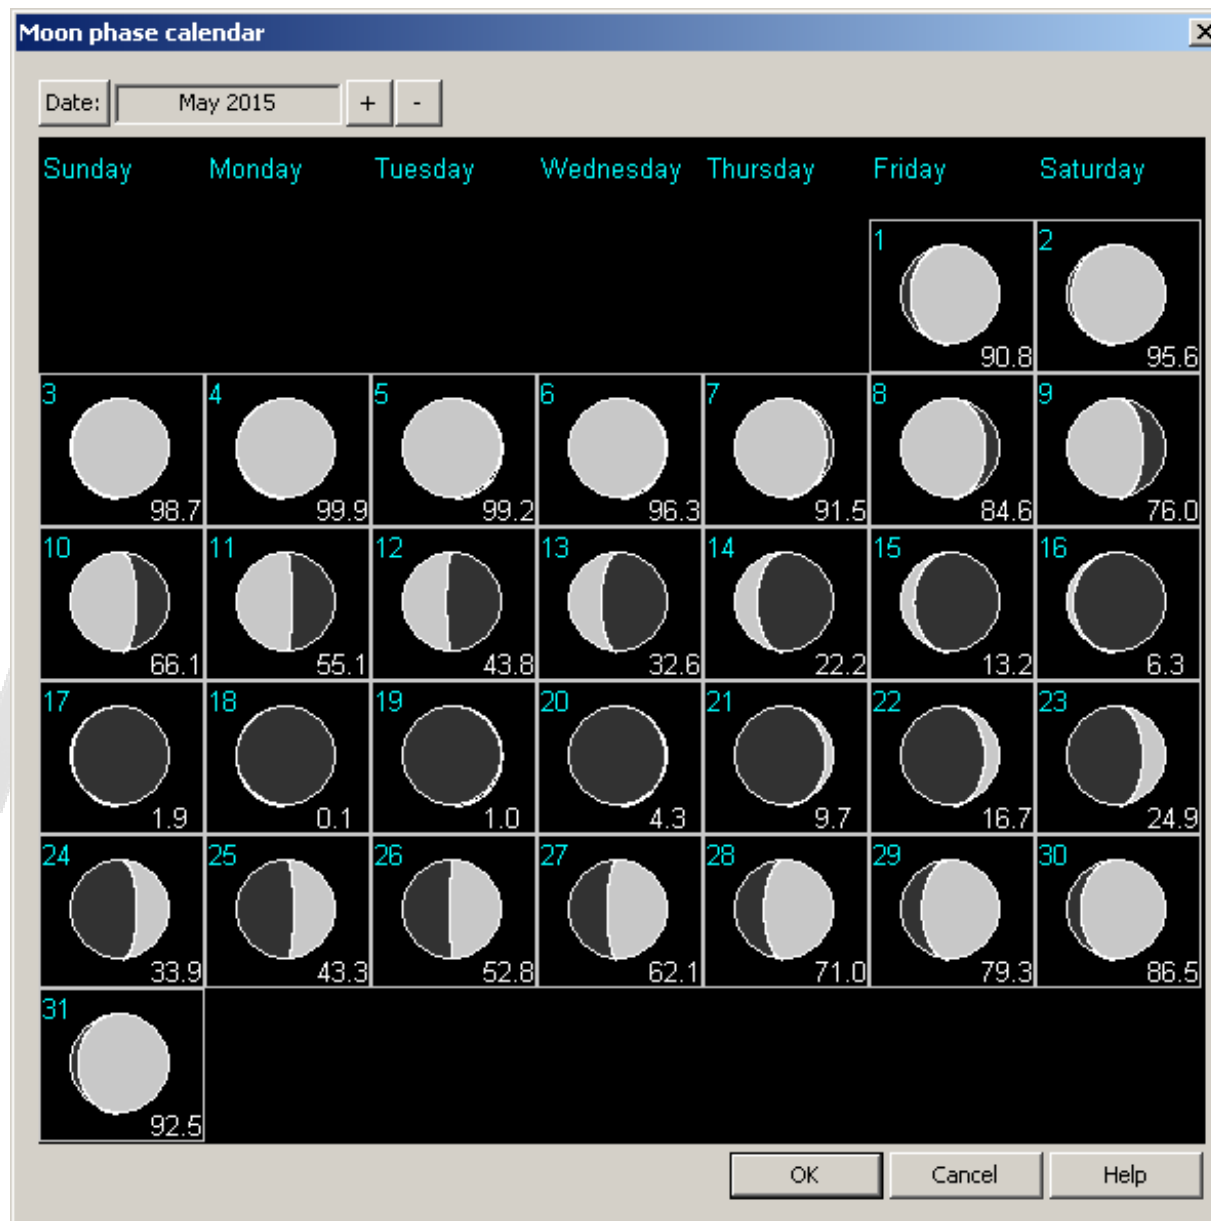 Moon phase calendar
Date: May 2015 + -
Sunday Monday Tuesday Wednesday Thursday Friday Saturday
1 2
90.8 95.6
3 4 5 6 7 8 9
98.7 99.9 99.2 96.3 91.5 84.6 76.0
10 11 12 13 14 15 16
66.1 55.1 43.8 32.6 22.2 13.2 6.3
17 18 19 20 21 22 23
1.9 0.1 1.0 4.3 9.7 16.7 24.9
24 25 26 27 28 29 30
33.9 43.3 52.8 62.1 71.0 79.3 86.5
31
92.5
OK Cancel Help